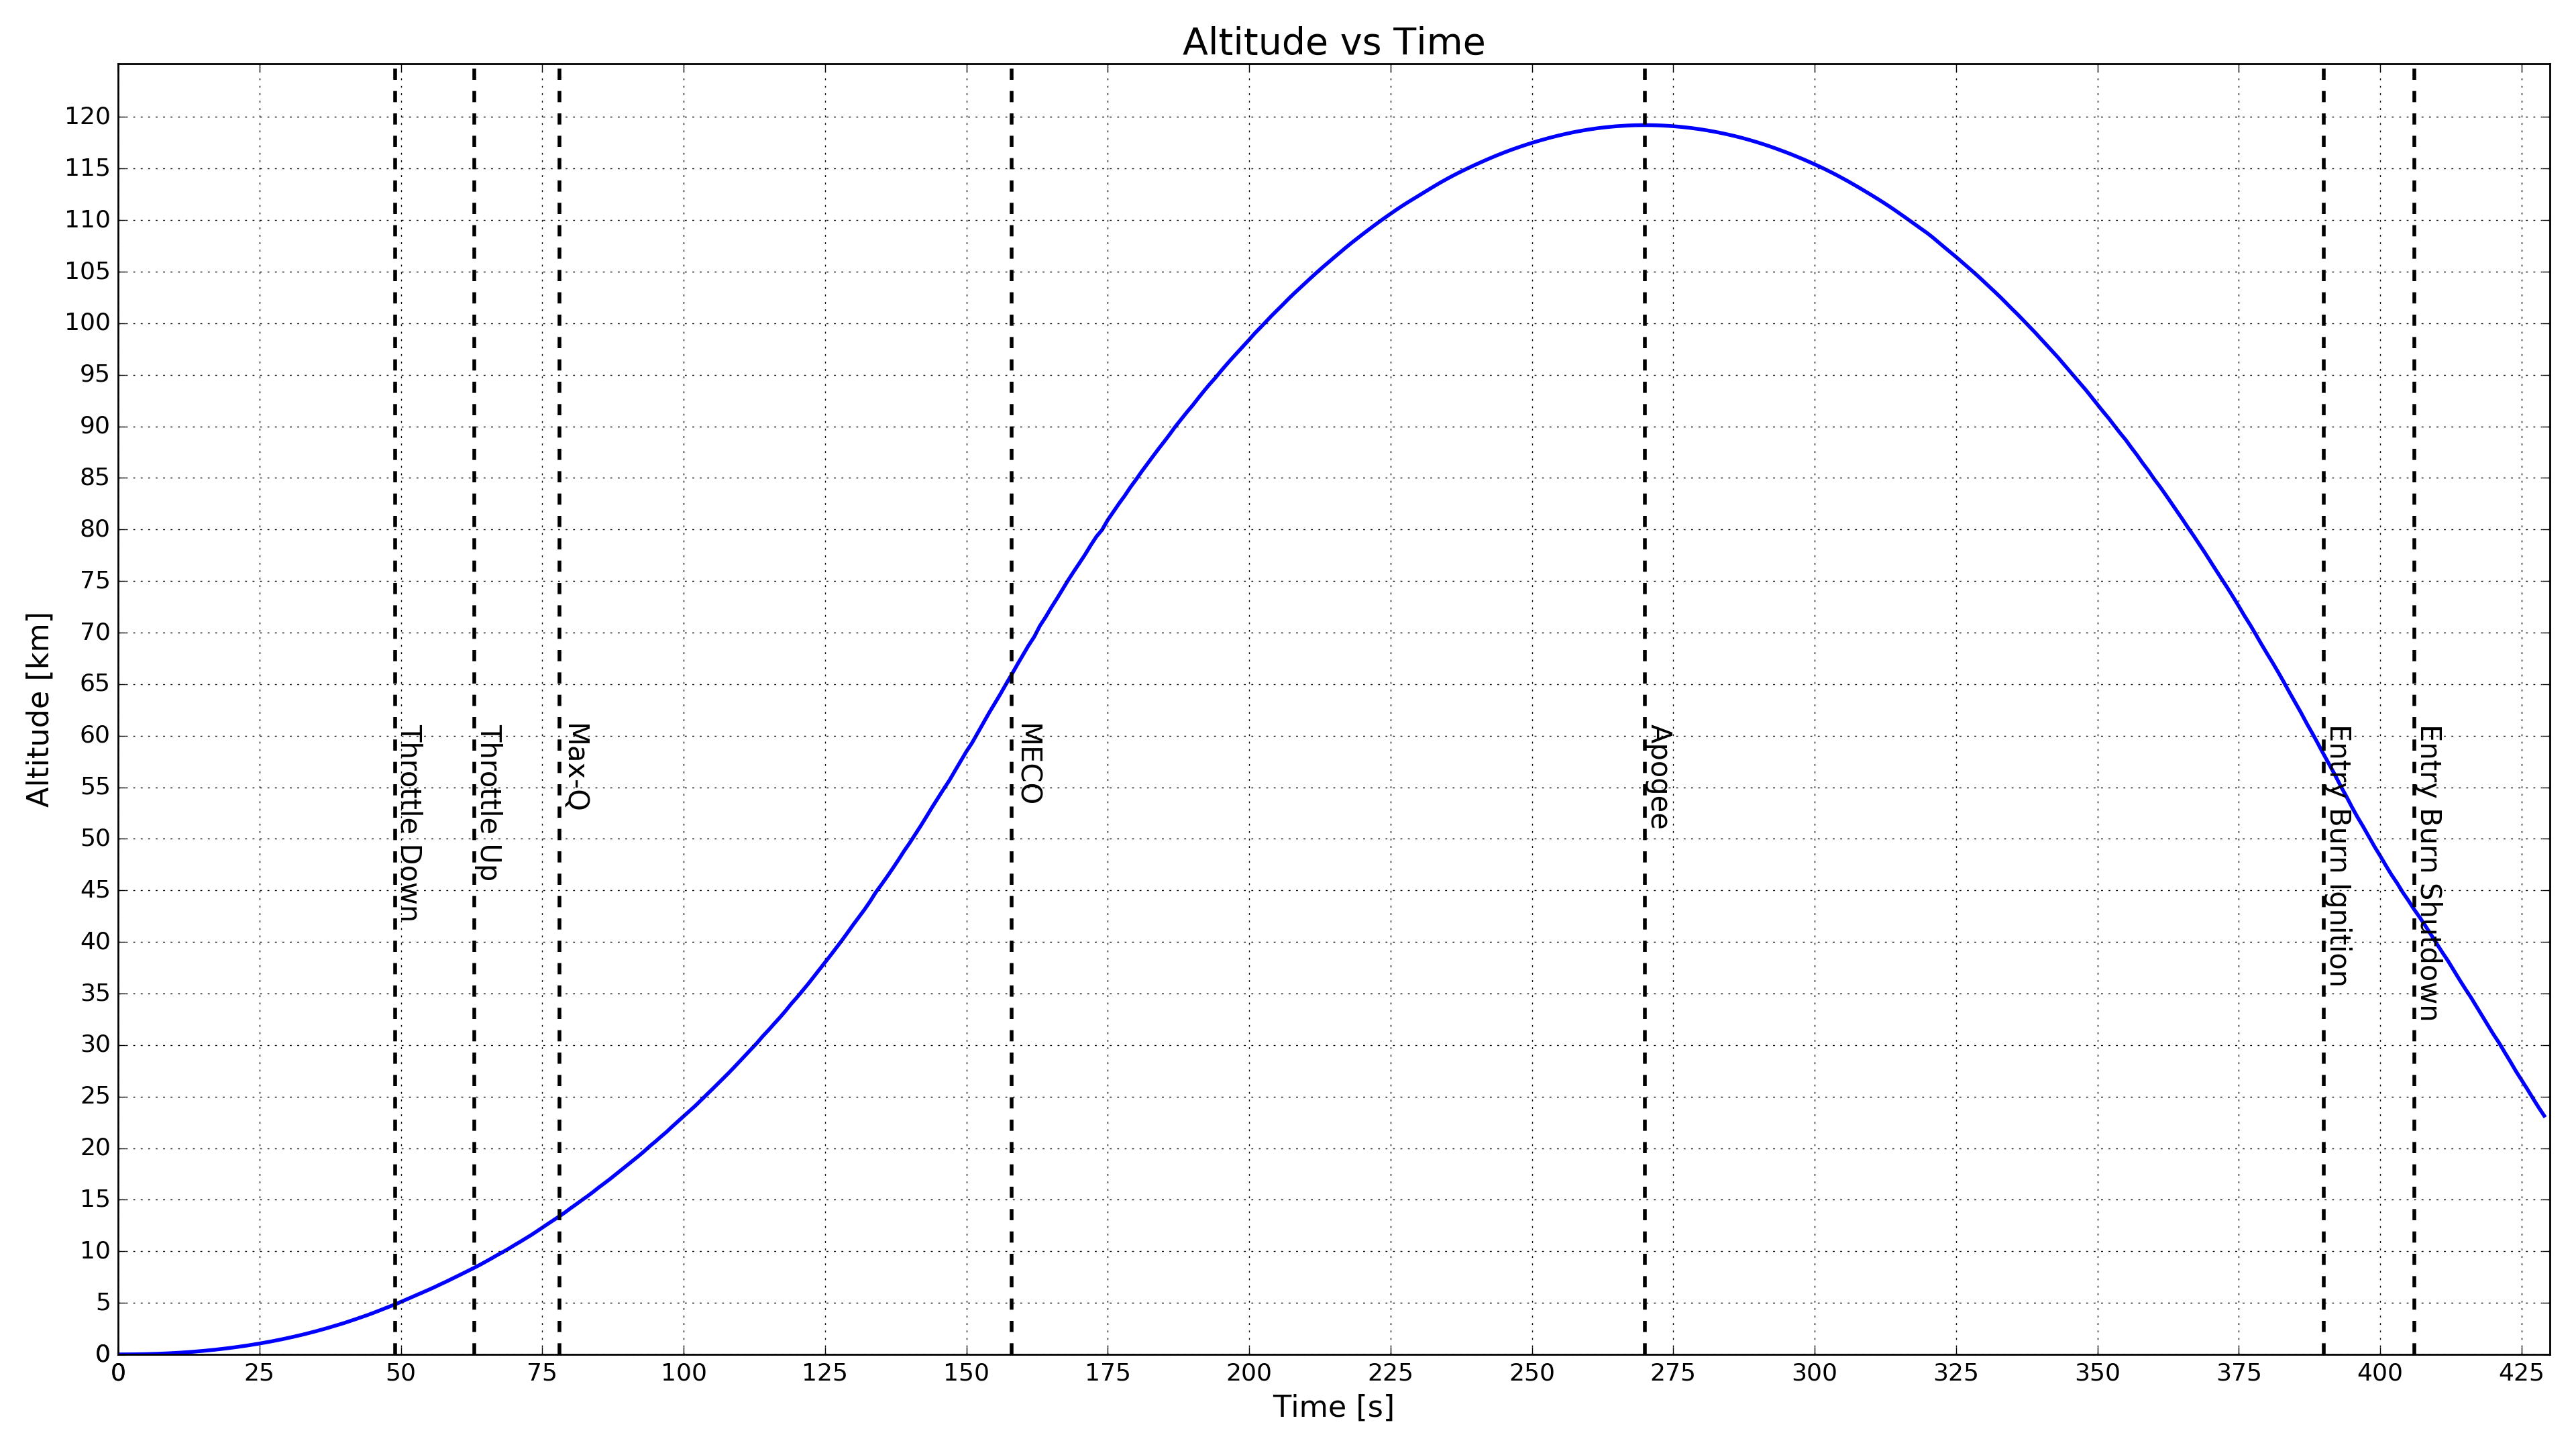 Altitude vs Time
Altitude [km]
120
115
110
105
100
95
90
85
80
75
70
65
60
55
50
45
40
35
30
25
20
15
10
5
0
Throttle Down
Throttle Up
Max-Q
MECO
Apogee
Entry Burn Ignition
Entry Burn Shutdown
0 25 50 75 100 125 150 175 200 225 250 275 300 325 350 375 400 425
Time [s]